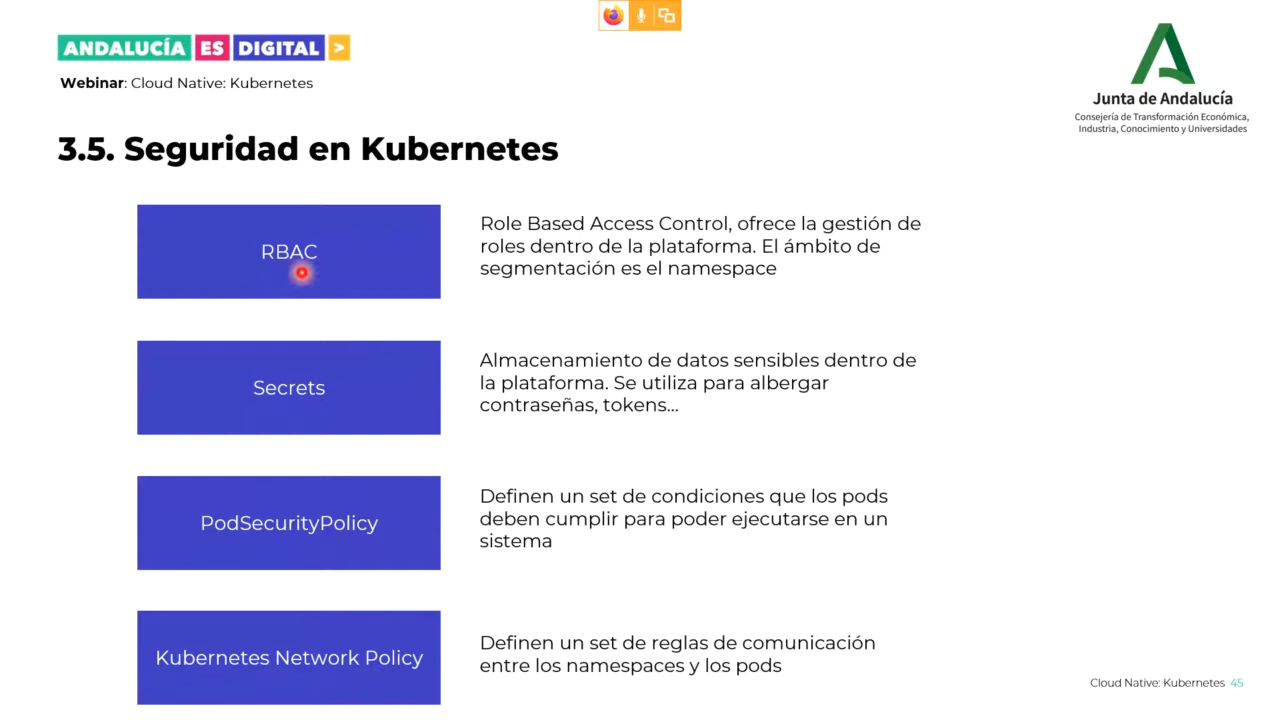 ANDALUCÍA ES DIGITAL >
Webinar: Cloud Native: Kubernetes
Junta de Andalucía
Consejería de Transformación Económica,
Industria, Conocimiento y Universidades
3.5. Seguridad en Kubernetes
RBAC
Role Based Access Control, ofrece la gestión de
roles dentro de la plataforma. El ámbito de
segmentación es el namespace
Secrets
Almacenamiento de datos sensibles dentro de
la plataforma. Se utiliza para albergar
contraseñas, tokens...
PodSecurityPolicy
Definen un set de condiciones que los pods
deben cumplir para poder ejecutarse en un
sistema
Kubernetes Network Policy
Definen un set de reglas de comunicación
entre los namespaces y los pods
Cloud Native: Kubernetes 45